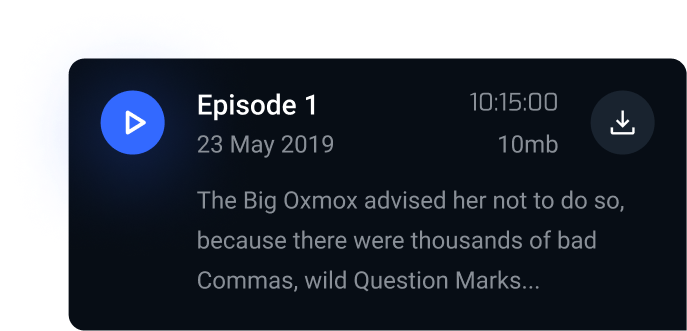 Episode 1
10:15:00
23 May 2019
10mb
The Big Oxmox advised her not to do so,
because there were thousands of bad
Commas, wild Question Marks...